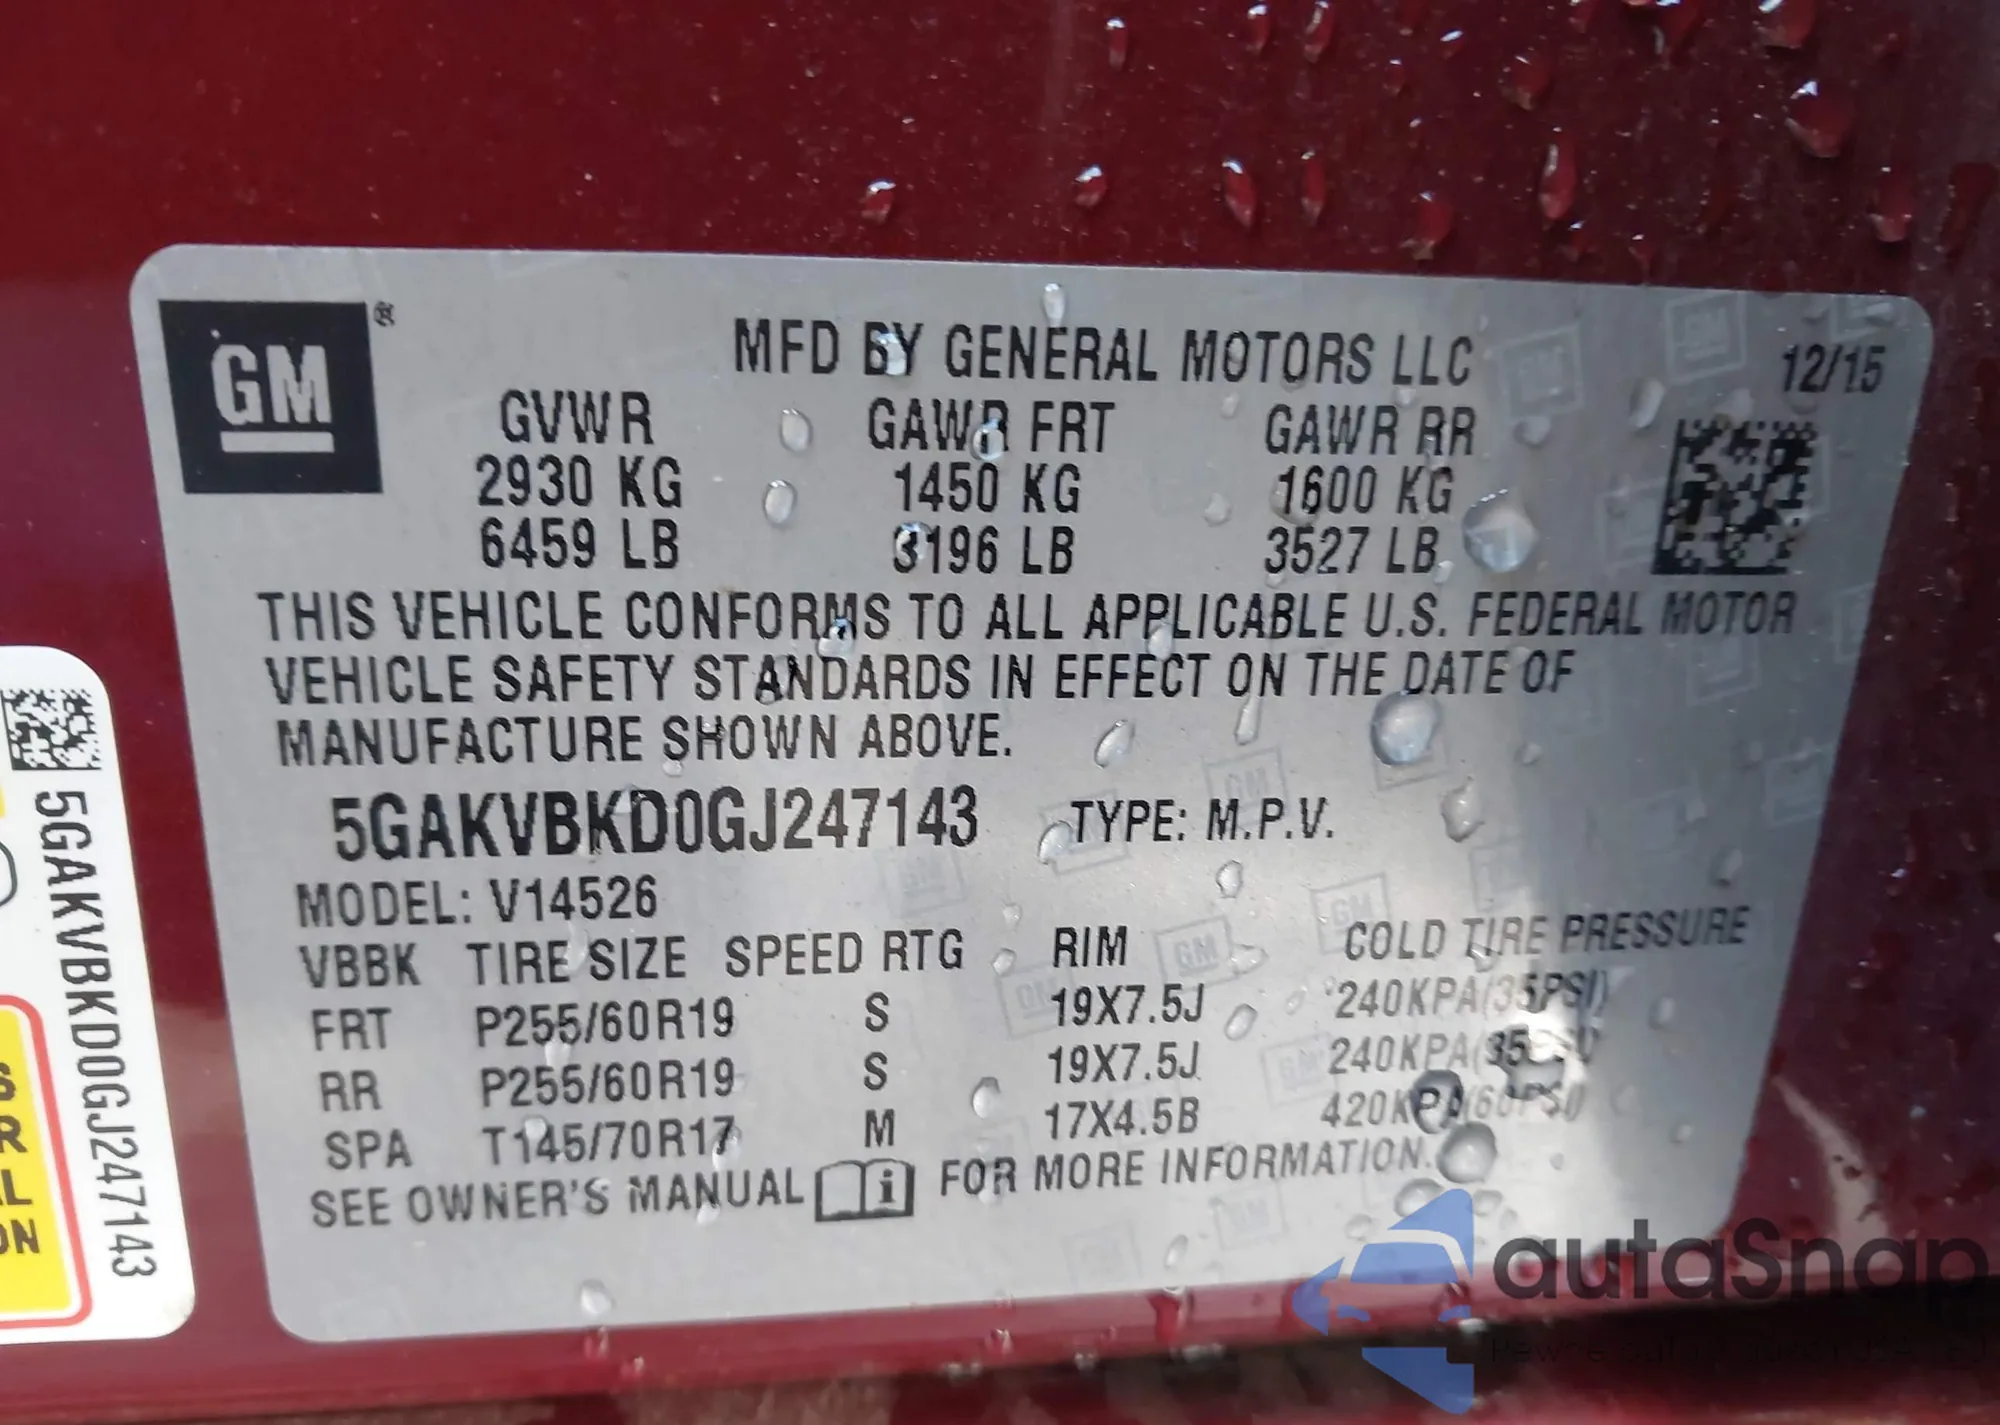 GM ®
MFD BY GENERAL MOTORS LLC 12/15
GVWR GAWR FRT GAWR RR
2930 KG 1450 KG 1600 KG
6459 LB 3196 LB 3527 LB
THIS VEHICLE CONFORMS TO ALL APPLICABLE U.S. FEDERAL MOTOR
VEHICLE SAFETY STANDARDS IN EFFECT ON THE DATE OF
MANUFACTURE SHOWN ABOVE.
5GAKVBKD0GJ247143 TYPE: M.P.V.
MODEL: V14526
VBBK TIRE SIZE SPEED RTG RIM COLD TIRE PRESSURE
FRT P255/60R19 S 19X7.5J 240KPA(35PSI)
RR P255/60R19 S 19X7.5J 240KPA(35PSI)
SPA T145/70R17 M 17X4.5B 420KPA(60PSI)
SEE OWNER'S MANUAL i FOR MORE INFORMATION.
5GAKVBKD0GJ247143
autaSnap